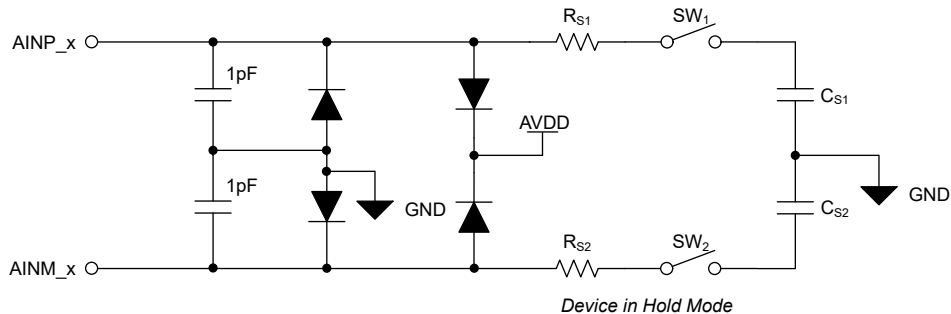 AINP_x
1pF
1pF
AINM_x
GND
AVDD
RS1
SW1
CS1
GND
CS2
RS2
SW2
Device in Hold Mode